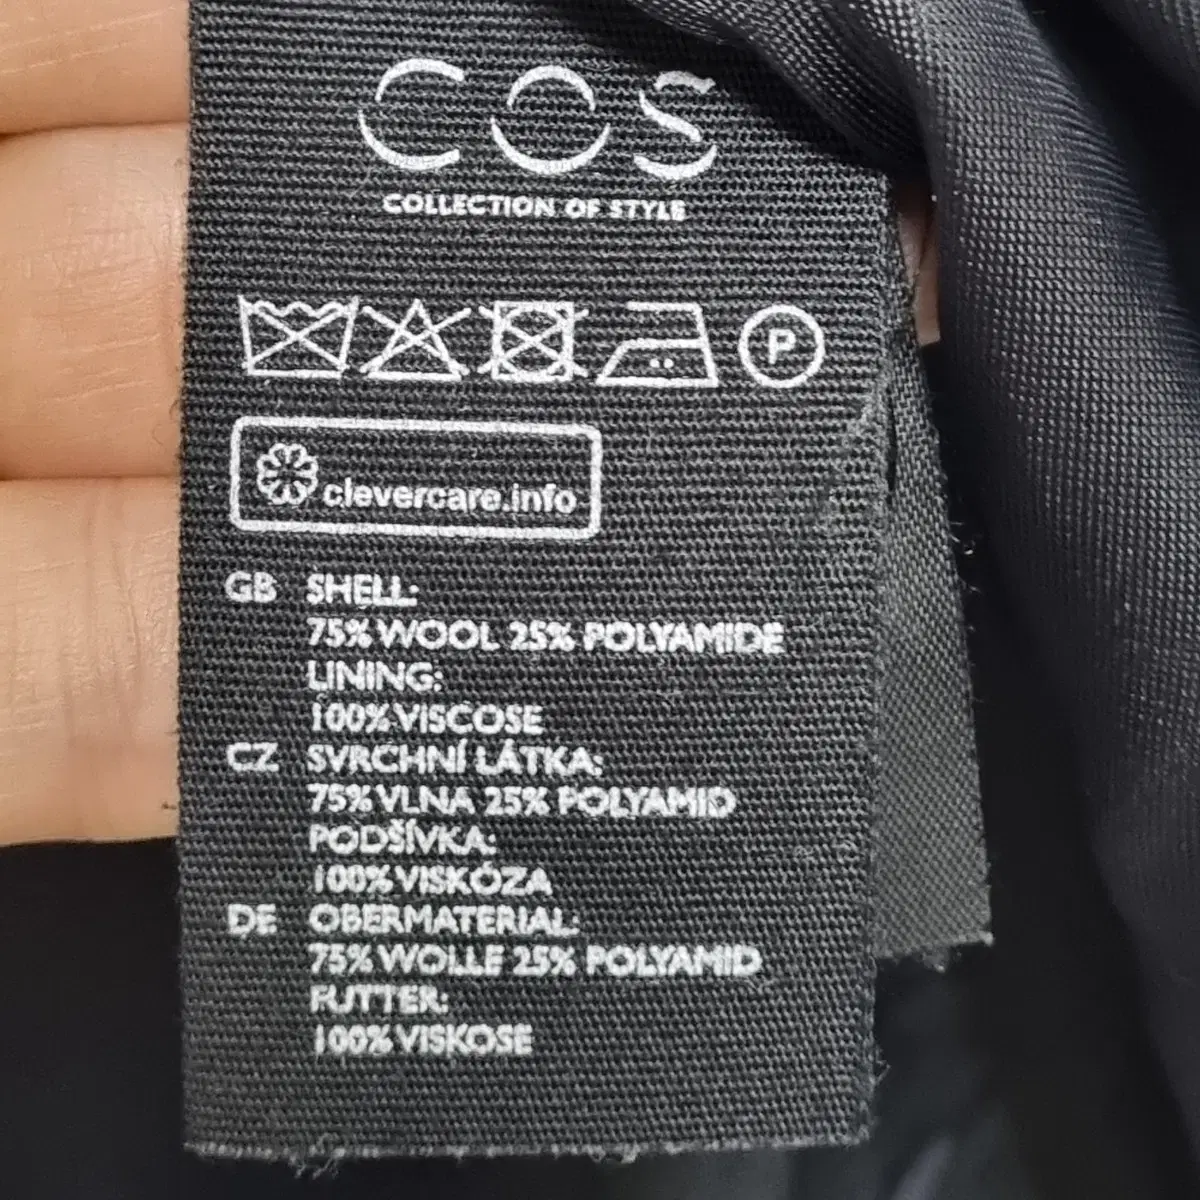 COS
COLLECTION OF STYLE
P
clevercare.info
GB SHELL:
75% WOOL 25% POLYAMIDE
LINING:
100% VISCOSE
CZ SVRCHNÍ LÁTKA:
75% VLNA 25% POLYAMID
PODŠÍVKA:
100% VISKÓZA
DE OBERMATERIAL:
75% WOLLE 25% POLYAMID
FUTTER:
100% VISKOSE